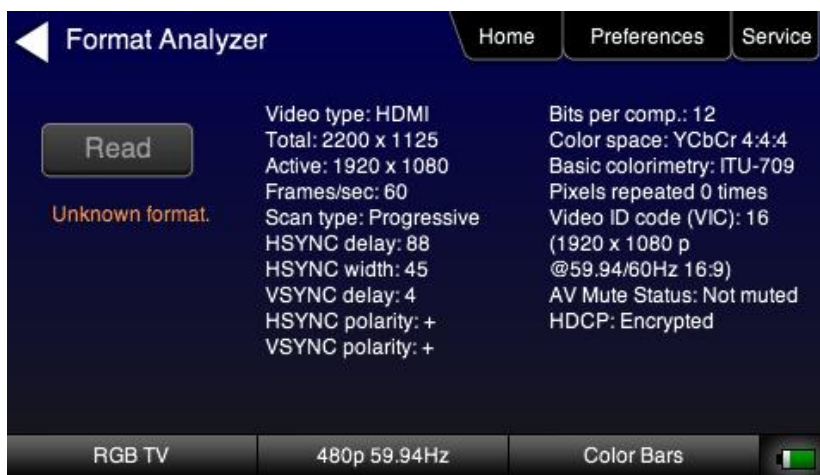 Format Analyzer
Home
Preferences
Service
Read
Unknown format.
Video type: HDMI
Total: 2200 x 1125
Active: 1920 x 1080
Frames/sec: 60
Scan type: Progressive
HSYNC delay: 88
HSYNC width: 45
VSYNC delay: 4
HSYNC polarity: +
VSYNC polarity: +
Bits per comp.: 12
Color space: YCbCr 4:4:4
Basic colorimetry: ITU-709
Pixels repeated 0 times
Video ID code (VIC): 16
(1920 x 1080 p
@59.94/60Hz 16:9)
AV Mute Status: Not muted
HDCP: Encrypted
RGB TV
480p 59.94Hz
Color Bars